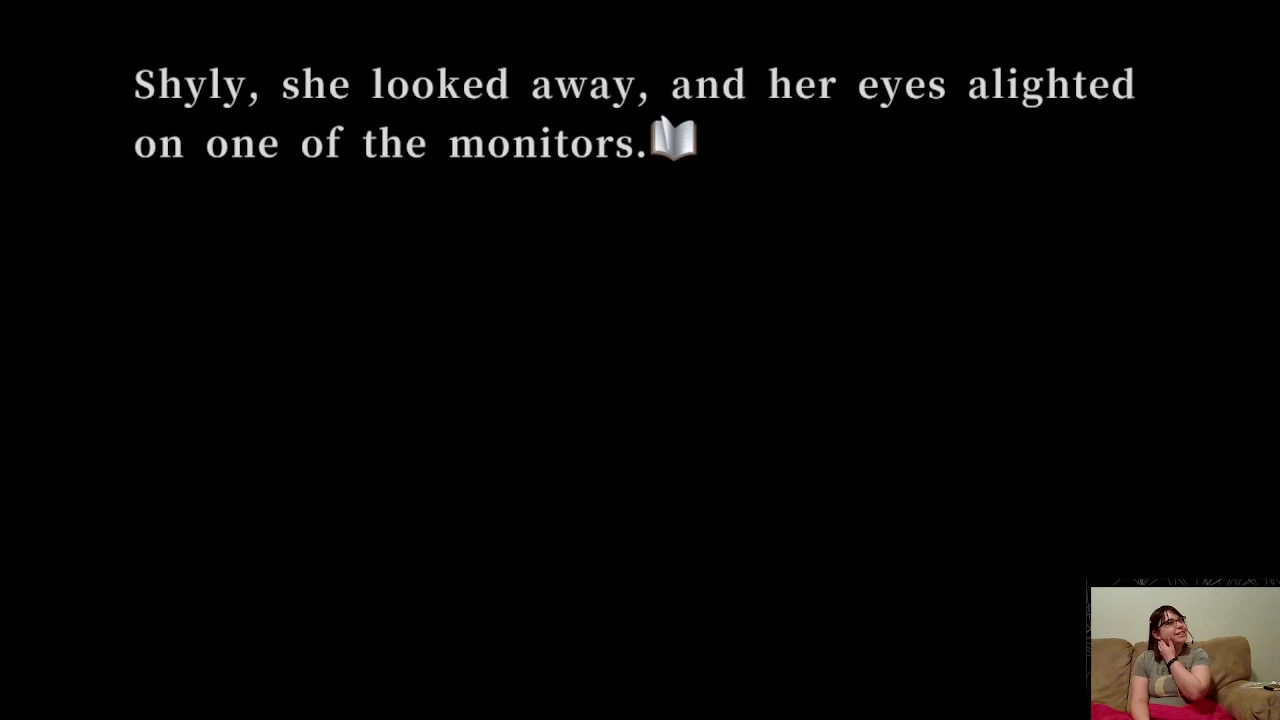 Shyly, she looked away, and her eyes alighted
on one of the monitors.